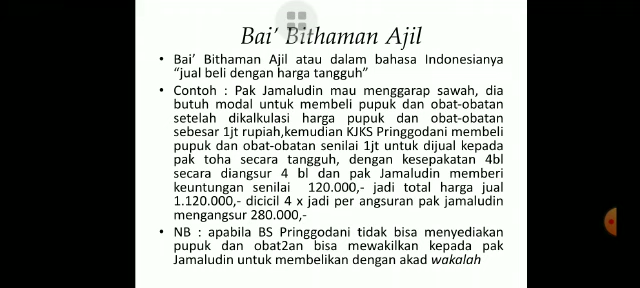 Bai' Bithaman Ajil
• Bai' Bithaman Ajil atau dalam bahasa Indonesianya
"jual beli dengan harga tangguh"
• Contoh : Pak Jamaludin mau menggarap sawah, dia
butuh modal untuk membeli pupuk dan obat-obatan
setelah dikalkulasi harga pupuk dan obat-obatan
sebesar 1jt rupiah,kemudian KJKS Pringgodani membeli
pupuk dan obat-obatan senilai 1jt untuk dijual kepada
pak toha secara tangguh, dengan kesepakatan 4bl
secara diangsur 4 bl dan pak Jamaludin memberi
keuntungan senilai 120.000,- jadi total harga jual
1.120.000,- dicicil 4 x jadi per angsuran pak jamaludin
mengangsur 280.000,-
• NB : apabila BS Pringgodani tidak bisa menyediakan
pupuk dan obat2an bisa mewakilkan kepada pak
Jamaludin untuk membelikan dengan akad wakalah